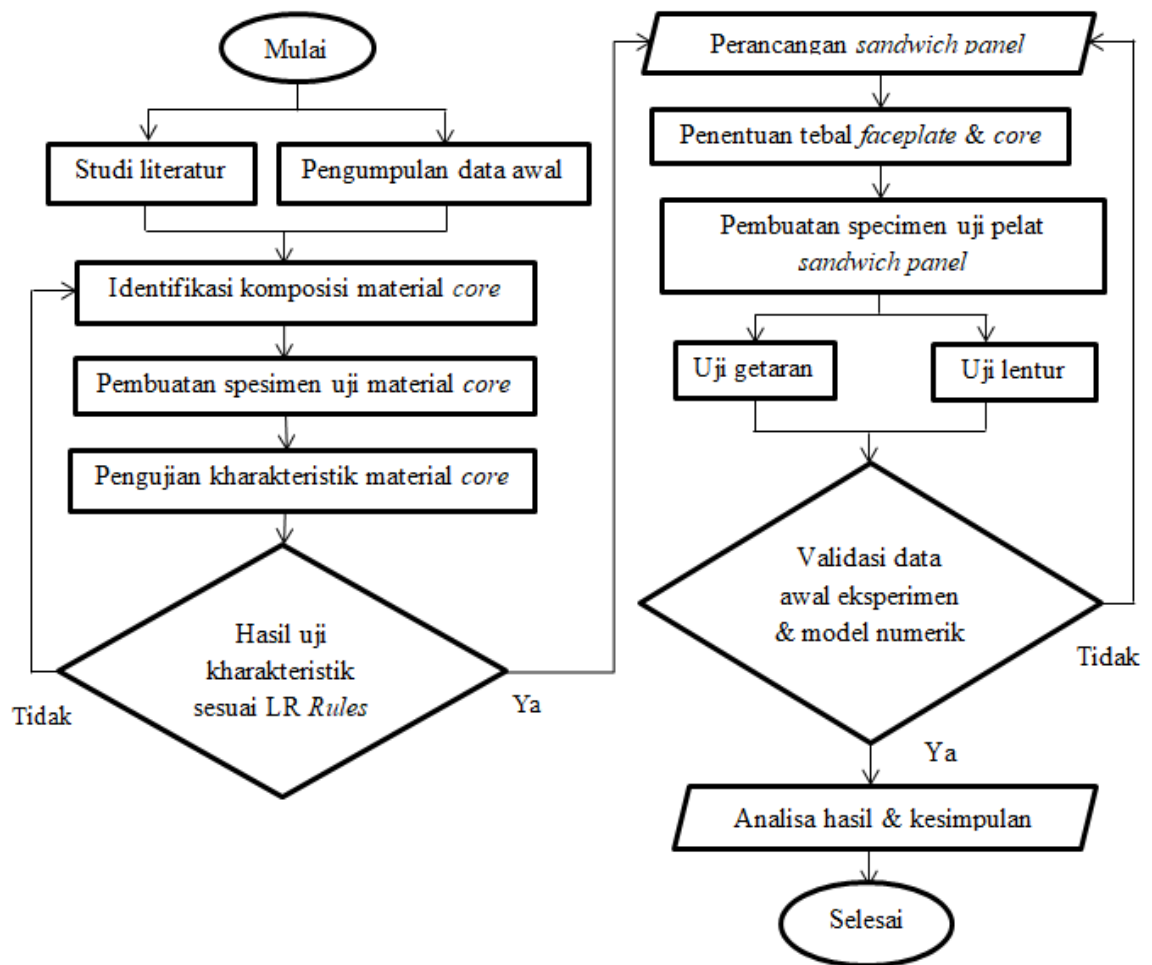 Mulai
Studi literatur
Pengumpulan data awal
Identifikasi komposisi material core
Pembuatan spesimen uji material core
Pengujian kharakteristik material core
Hasil uji
kharakteristik
sesuai LR Rules
Tidak
Ya
Perancangan sandwich panel
Penentuan tebal faceplate & core
Pembuatan specimen uji pelat
sandwich panel
Uji getaran
Uji lentur
Validasi data
awal eksperimen
& model numerik
Tidak
Ya
Analisa hasil & kesimpulan
Selesai